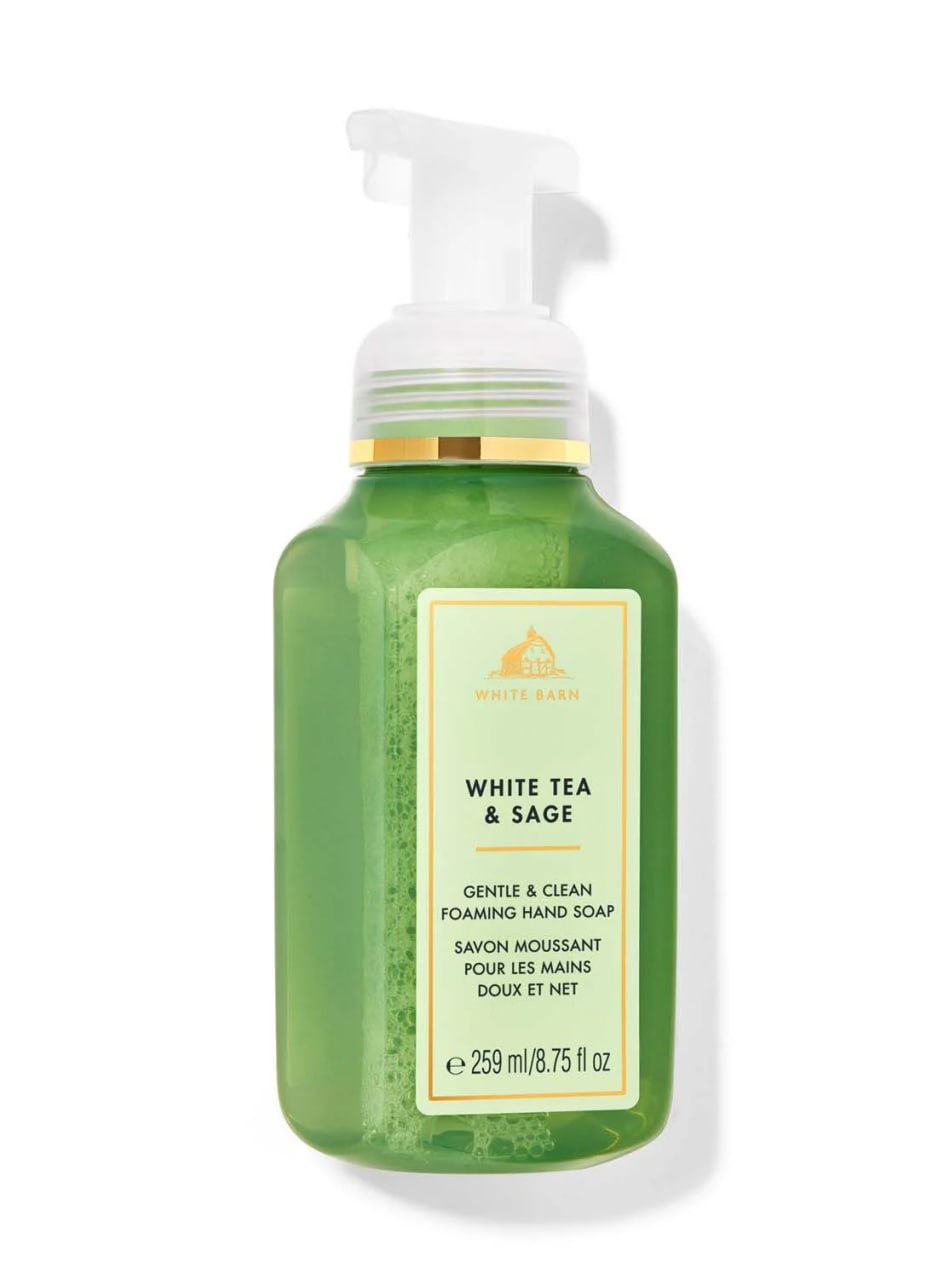 WHITE BARN
WHITE TEA
& SAGE
GENTLE & CLEAN
FOAMING HAND SOAP
SAVON MOUSSANT
POUR LES MAINS
DOUX ET NET
℮ 259 ml/8.75 fl oz